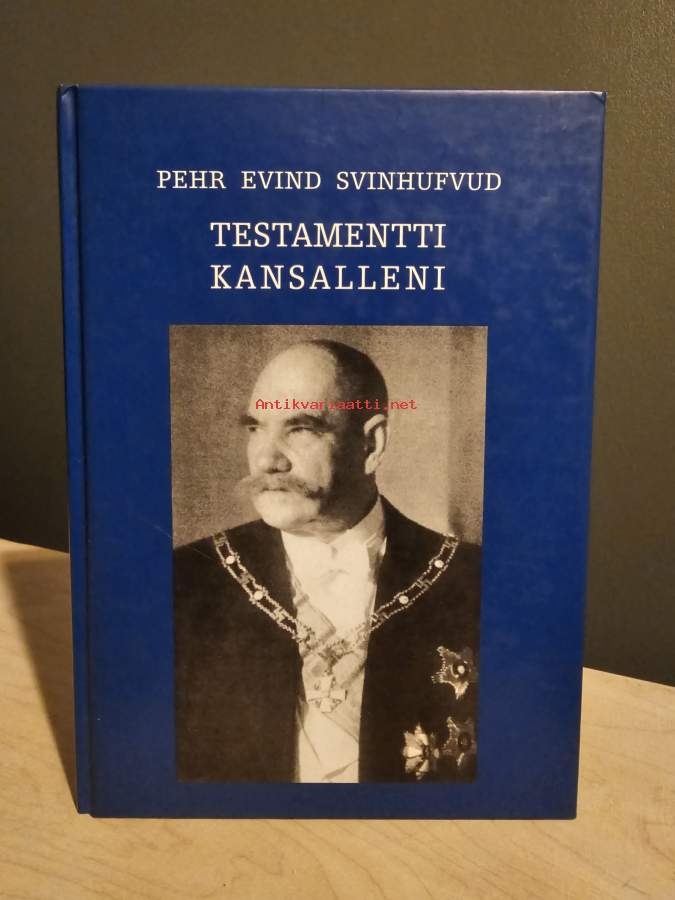 PEHR EVIND SVINHUFVUD
TESTAMENTTI
KANSALLENI
Antikvariaatti.net